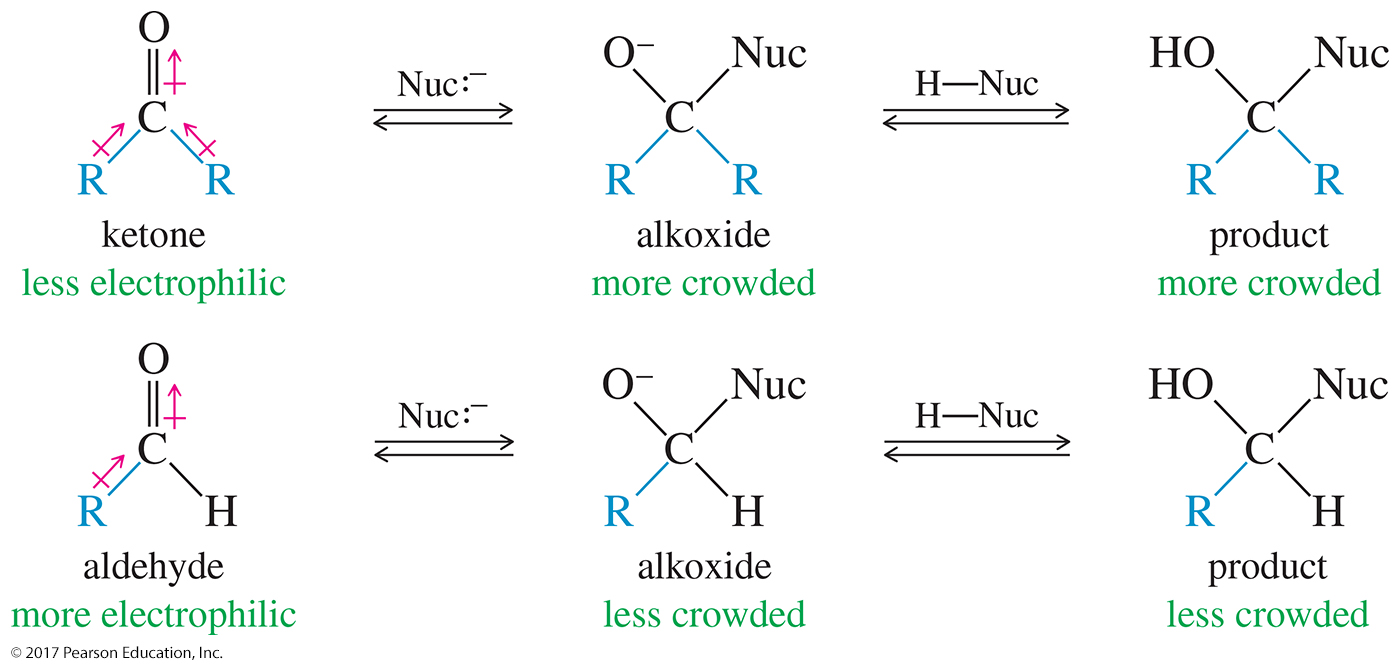 O O⁻ Nuc HO Nuc
Nuc:⁻ H—Nuc
C C C
R R R R R R
ketone alkoxide product
less electrophilic more crowded more crowded
O O⁻ Nuc HO Nuc
Nuc:⁻ H—Nuc
C C C
R H R H R H
aldehyde alkoxide product
more electrophilic less crowded less crowded
© 2017 Pearson Education, Inc.